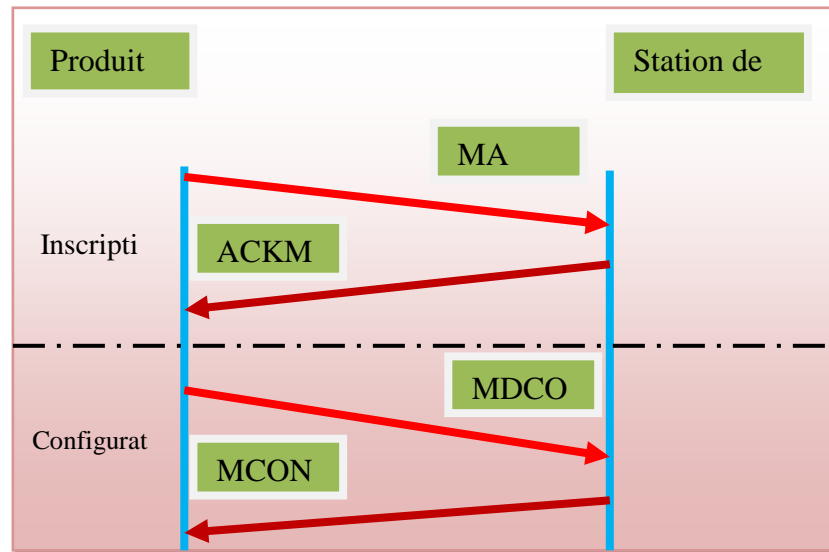 Produit
Station de
MA
Inscripti
ACKM
MDCO
Configurat
MCON